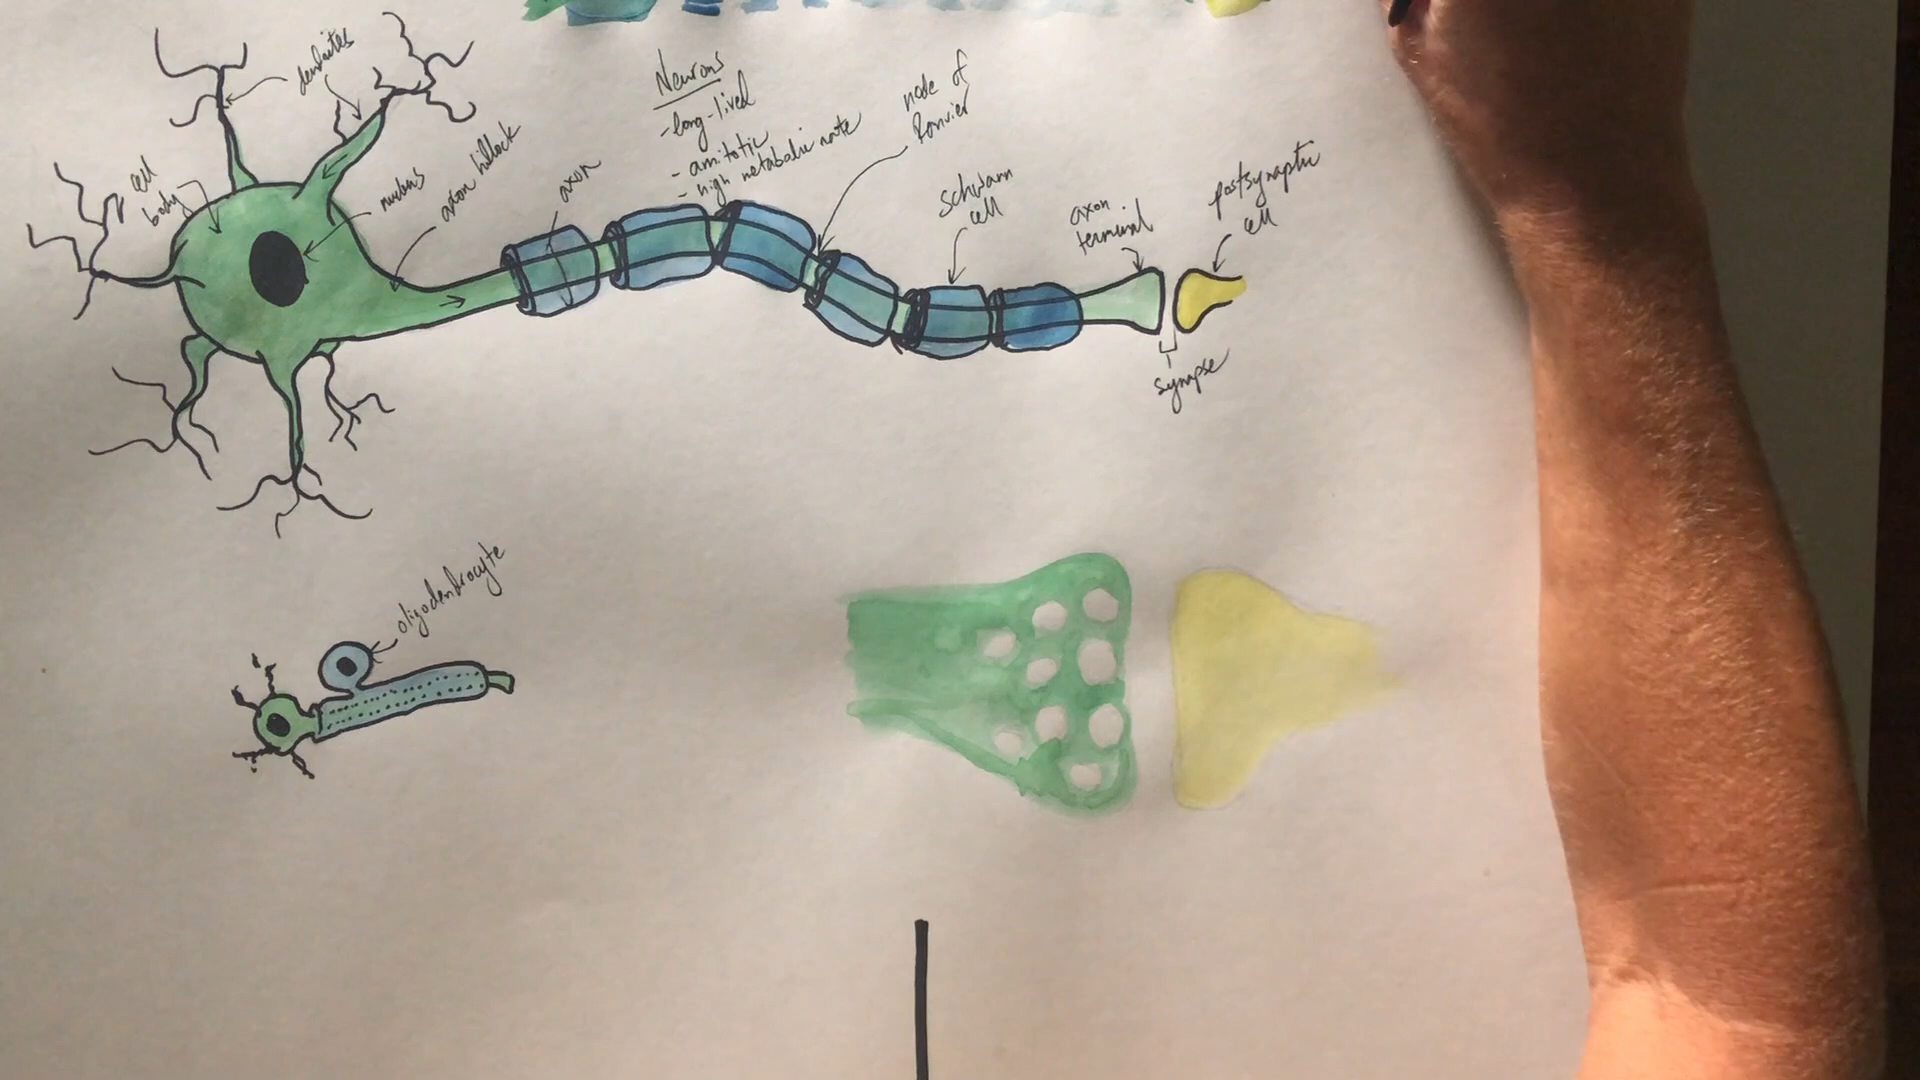 dendrites
Neurons
- long-lived
- amitotic
- high metabolic rate
node of
Ranvier
cell
body
nucleus
axon hillock
axon
schwann
cell
axon
terminal
postsynaptic
cell
synapse
oligodendrocyte